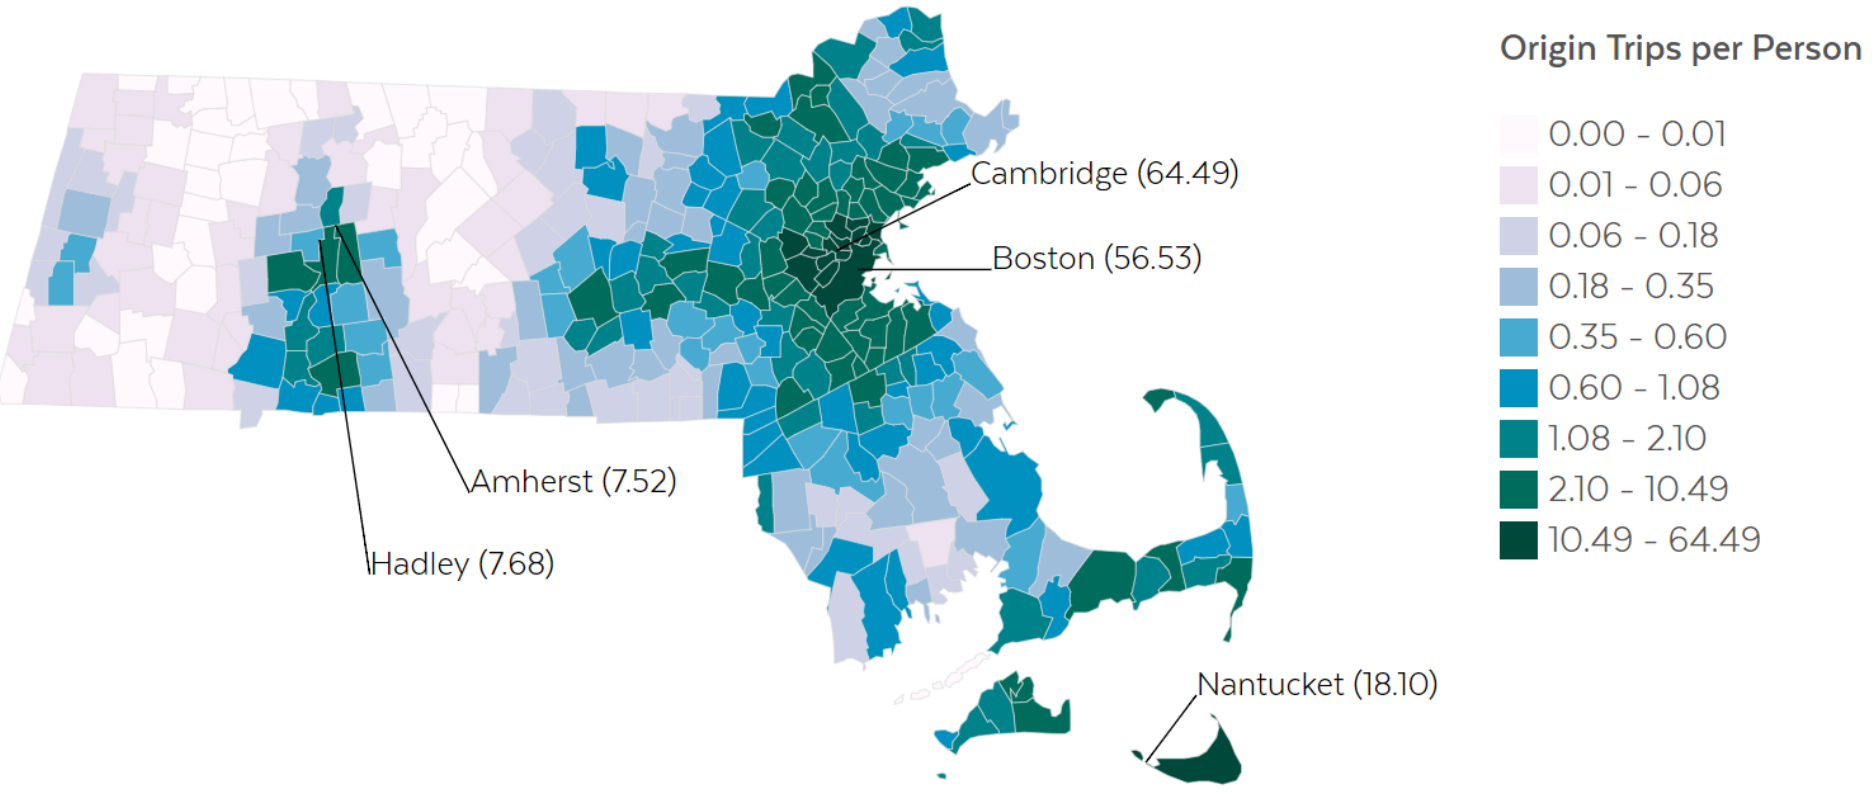 Origin Trips per Person
0.00 - 0.01
0.01 - 0.06
0.06 - 0.18
0.18 - 0.35
0.35 - 0.60
0.60 - 1.08
1.08 - 2.10
2.10 - 10.49
10.49 - 64.49
Cambridge (64.49)
Boston (56.53)
Amherst (7.52)
Hadley (7.68)
Nantucket (18.10)